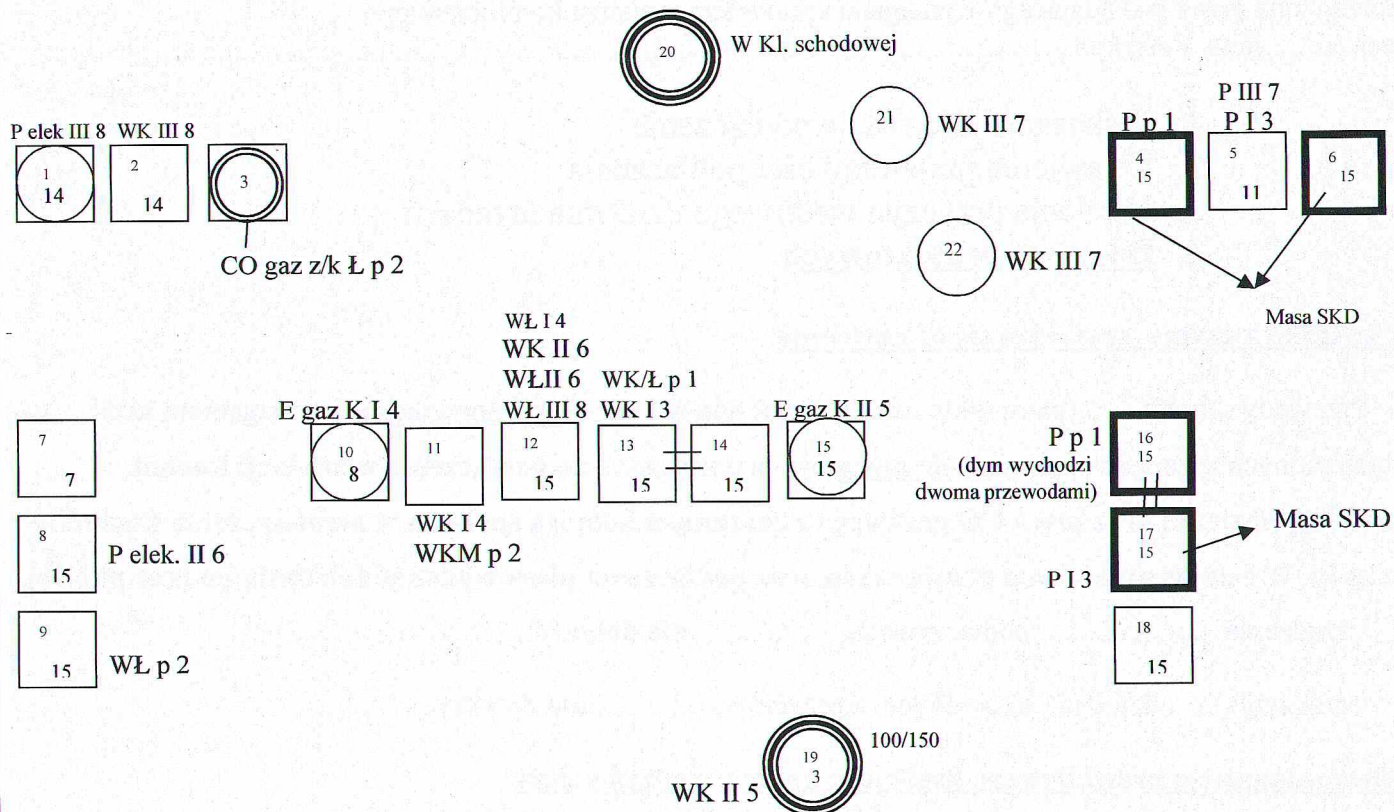 20
W Kl. schodowej
21
WK III 7
P III 7
P elek III 8
WK III 8
P p 1
P I 3
1
14
2
14
3
4
15
5
11
6
15
CO gaz z/k Ł p 2
22
WK III 7
Masa SKD
WŁ I 4
WK II 6
WŁII 6
WK/Ł p 1
E gaz K I 4
WŁ III 8
WK I 3
E gaz K II 5
7
7
10
8
11
12
15
13
15
14
15
15
15
WK I 4
WKM p 2
P p 1
(dym wychodzi
dwoma przewodami)
16
15
8
15
P elek. II 6
17
15
Masa SKD
P I 3
9
15
WŁ p 2
18
15
19
3
100/150
WK II 5